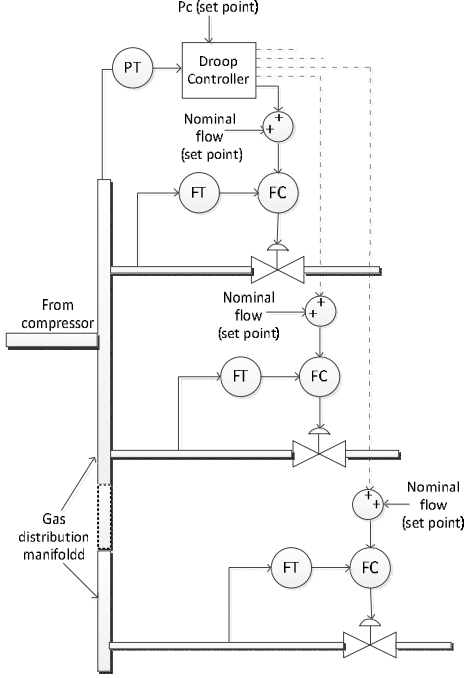 Pc (set point)
PT
Droop
Controller
Nominal
flow
(set point)
+
+
FT
FC
From
compressor
Nominal
flow
(set point)
+
+
FT
FC
Gas
distribution
manifoldd
Nominal
flow
(set point)
+
+
FT
FC